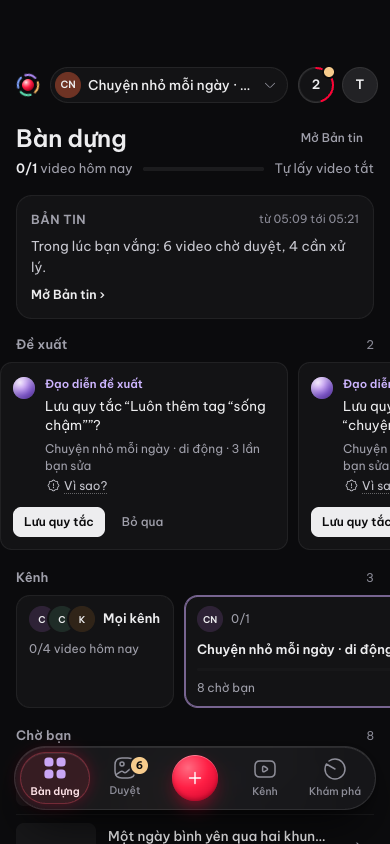 CN Chuyện nhỏ mỗi ngày · ... 2 T
Bàn dựng Mở Bản tin
0/1 video hôm nay Tự lấy video tắt
BẢN TIN từ 05:09 tới 05:21
Trong lúc bạn vắng: 6 video chờ duyệt, 4 cần xử
lý.
Mở Bản tin ›
Đề xuất 2
Đạo diễn đề xuất
Lưu quy tắc “Luôn thêm tag “sống
chậm””?
Chuyện nhỏ mỗi ngày · di động · 3 lần
bạn sửa
Vì sao?
Lưu quy tắc Bỏ qua
Đạo diễn
Lưu quy
“chuyện
Chuyện
bạn sửa
Vì sa
Lưu quy tắc
Kênh 3
C C K Mọi kênh
0/4 video hôm nay
CN 0/1
Chuyện nhỏ mỗi ngày · di động
8 chờ bạn
Chờ bạn 8
Bàn dựng
6
Duyệt
+
Kênh
Khám phá
Một ngày bình yên qua hai khun...